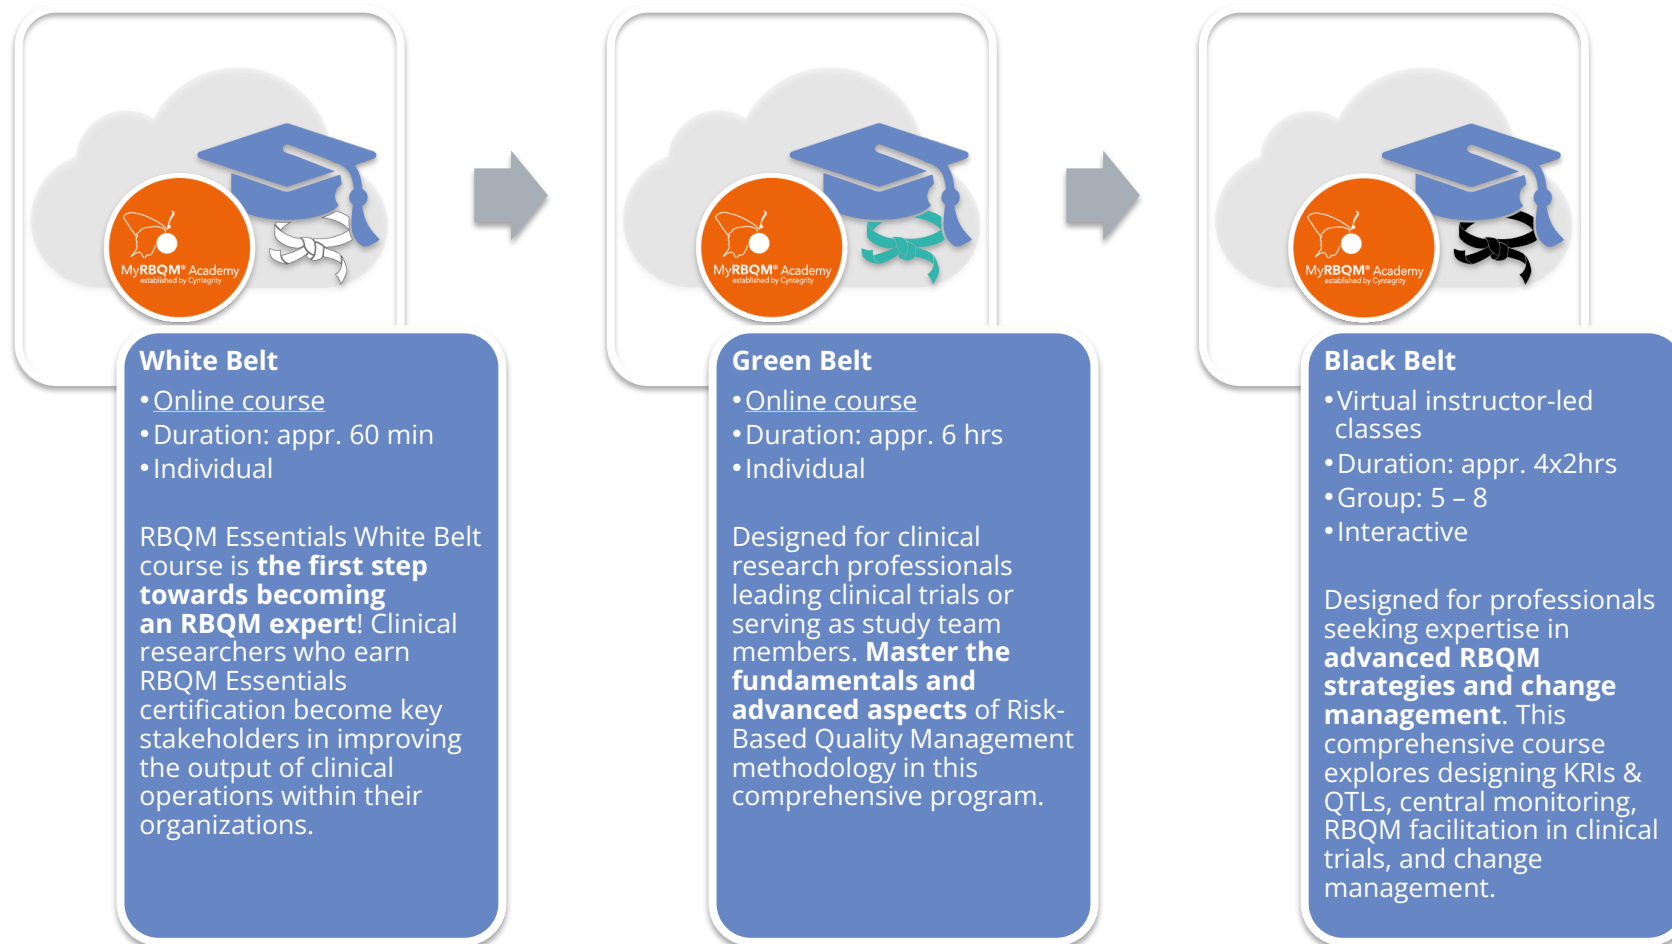 MyRBQM® Academy
established by Cyntegrity
White Belt
•Online course
•Duration: appr. 60 min
•Individual
RBQM Essentials White Belt
course is the first step
towards becoming
an RBQM expert! Clinical
researchers who earn
RBQM Essentials
certification become key
stakeholders in improving
the output of clinical
operations within their
organizations.
MyRBQM® Academy
established by Cyntegrity
Green Belt
•Online course
•Duration: appr. 6 hrs
•Individual
Designed for clinical
research professionals
leading clinical trials or
serving as study team
members. Master the
fundamentals and
advanced aspects of Risk-
Based Quality Management
methodology in this
comprehensive program.
MyRBQM® Academy
established by Cyntegrity
Black Belt
•Virtual instructor-led
classes
•Duration: appr. 4x2hrs
•Group: 5 – 8
•Interactive
Designed for professionals
seeking expertise in
advanced RBQM
strategies and change
management. This
comprehensive course
explores designing KRIs &
QTLs, central monitoring,
RBQM facilitation in clinical
trials, and change
management.